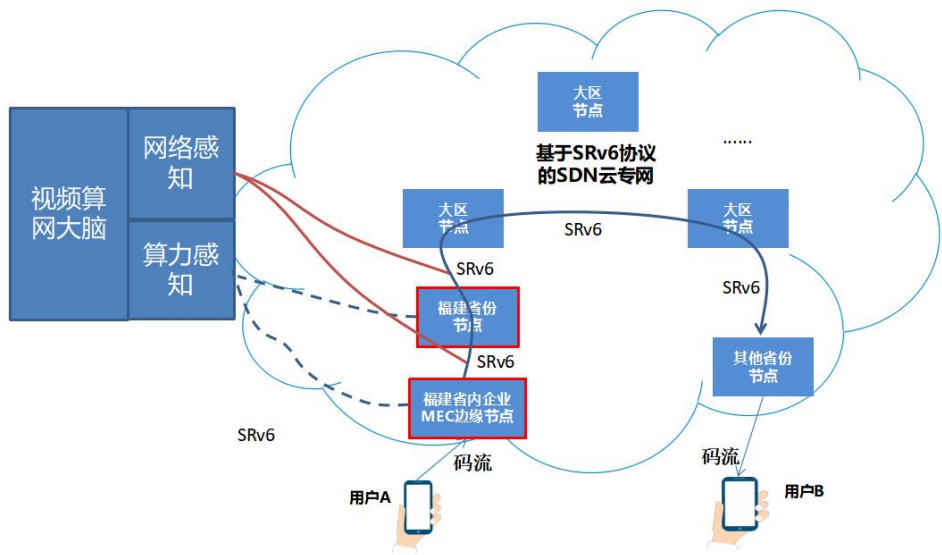 视频算
网大脑
网络感
知
算力感
知
大区
节点
......
基于SRv6协议
的SDN云专网
大区
节点
SRv6
大区
节点
SRv6
SRv6
福建省份
节点
SRv6
其他省份
节点
福建省内企业
MEC边缘节点
SRv6
码流
码流
用户A
用户B